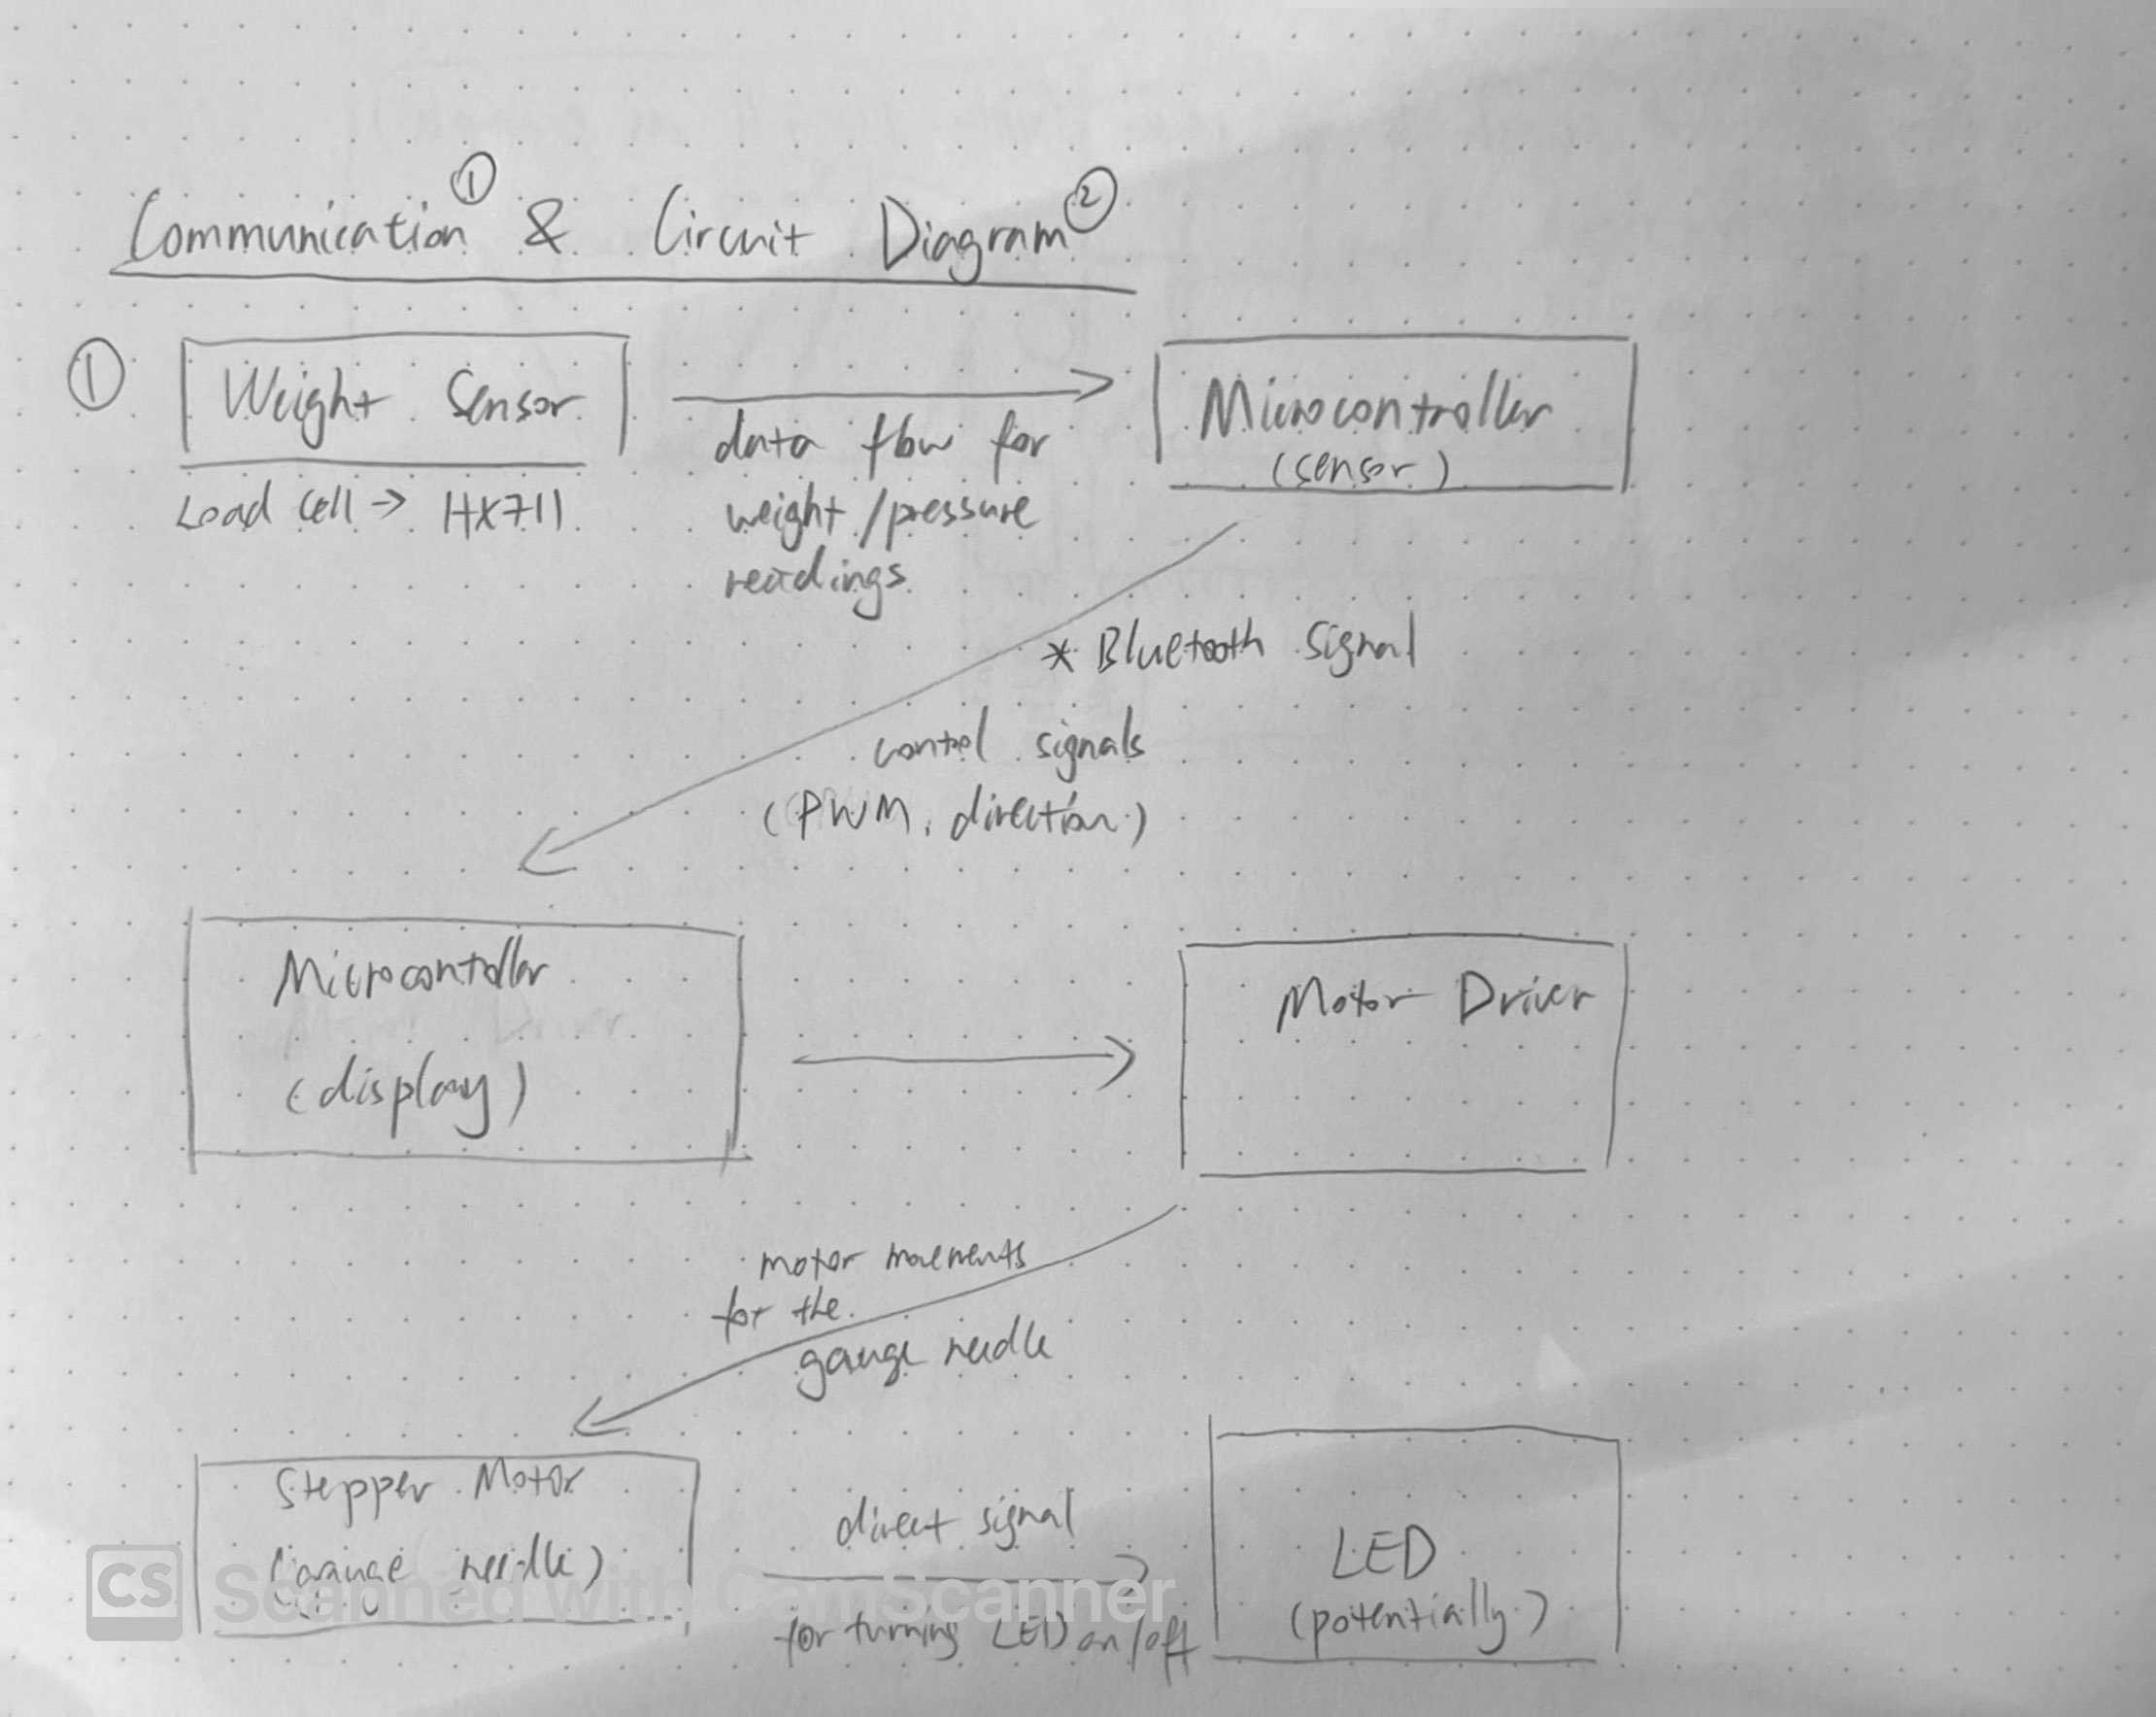 Communication ① & Circuit Diagram ②
① Weight Sensor
Load cell → HX711
data flow for
weight/pressure
readings
Microcontroller
(sensor)
* Bluetooth signal
control signals
(PWM, direction)
Microcontroller
(display)
Motor Driver
motor movements
for the
gauge needle
Stepper Motor
(gauge needle)
direct signal
for turning LED on/off
LED
(potentially)
CS Scanned with CamScanner